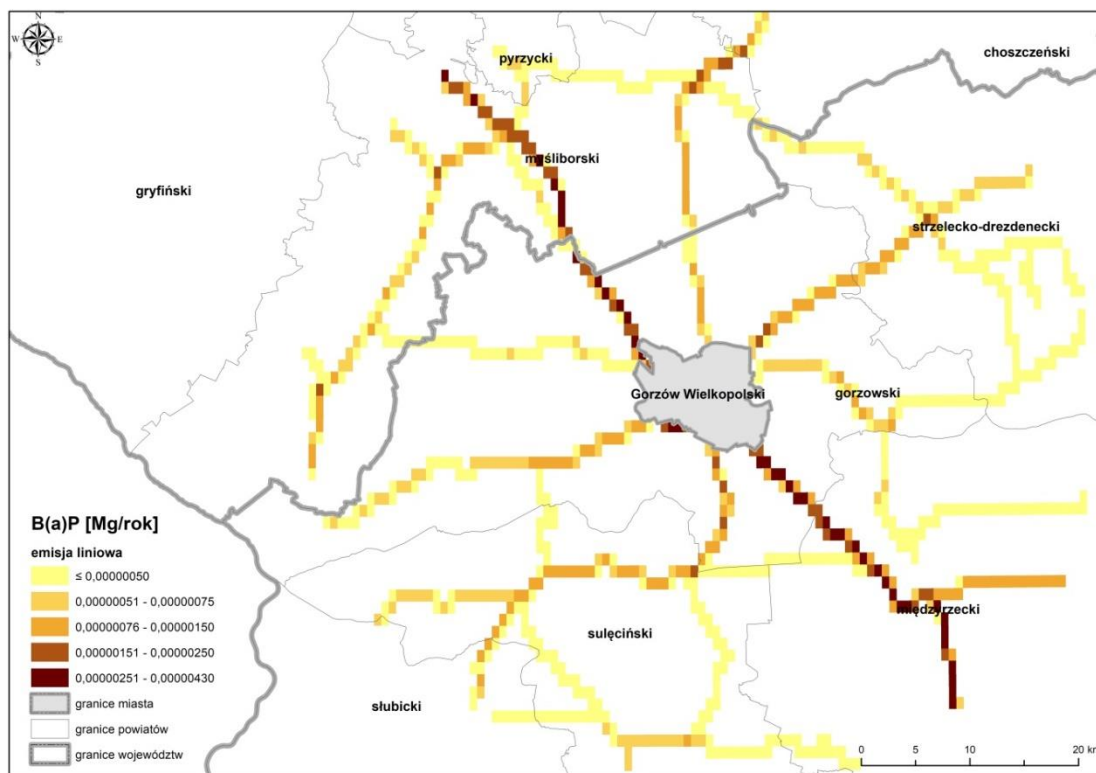 N
W E
S
pyrzycki
choszczeński
myśliborski
gryfiński
strzelecko-drezdenecki
Gorzów Wielkopolski
gorzowski
międzyrzecki
sulęciński
słubicki
B(a)P [Mg/rok]
emisja liniowa
≤ 0,00000050
0,00000051 - 0,00000075
0,00000076 - 0,00000150
0,00000151 - 0,00000250
0,00000251 - 0,00000430
granice miasta
granice powiatów
granice województw
0 5 10 20 km